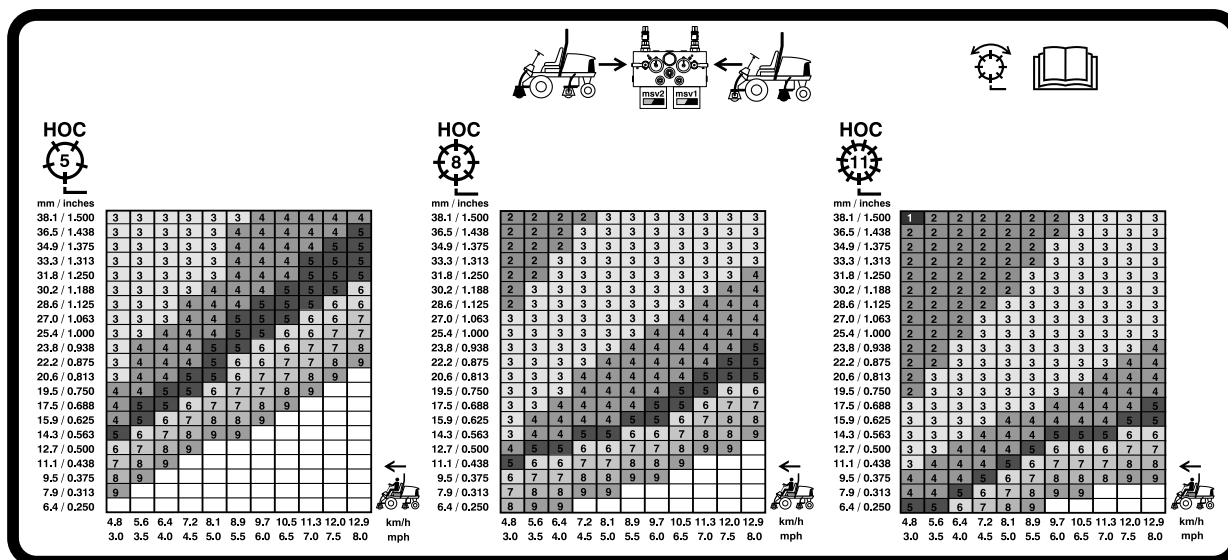 msv2 msv1
HOC
5
mm / inches
38.1 / 1.500 3 3 3 3 3 3 4 4 4 4 4
36.5 / 1.438 3 3 3 3 3 4 4 4 4 4 5
34.9 / 1.375 3 3 3 3 3 4 4 4 4 5 5
33.3 / 1.313 3 3 3 3 3 4 4 4 5 5 5
31.8 / 1.250 3 3 3 3 3 4 4 4 5 5 5
30.2 / 1.188 3 3 3 3 4 4 4 5 5 5 6
28.6 / 1.125 3 3 3 4 4 4 5 5 5 6 6
27.0 / 1.063 3 3 3 4 4 5 5 5 6 6 7
25.4 / 1.000 3 3 4 4 4 5 5 6 6 7 7
23.8 / 0.938 3 4 4 4 5 5 6 6 7 7 8
22.2 / 0.875 3 4 4 4 5 6 6 7 7 8 9
20.6 / 0.813 3 4 4 5 5 6 7 7 8 9
19.5 / 0.750 4 4 5 5 6 7 7 8 9
17.5 / 0.688 4 5 5 6 7 7 8 9
15.9 / 0.625 4 5 6 7 7 8 9
14.3 / 0.563 5 6 7 8 9 9
12.7 / 0.500 6 7 8 9
11.1 / 0.438 7 8 9
9.5 / 0.375 8 9
7.9 / 0.313 9
6.4 / 0.250
4.8 5.6 6.4 7.2 8.1 8.9 9.7 10.5 11.3 12.0 12.9 km/h
3.0 3.5 4.0 4.5 5.0 5.5 6.0 6.5 7.0 7.5 8.0 mph
HOC
8
mm / inches
38.1 / 1.500 2 2 2 2 3 3 3 3 3 3 3
36.5 / 1.438 2 2 2 3 3 3 3 3 3 3 3
34.9 / 1.375 2 2 2 3 3 3 3 3 3 3 3
33.3 / 1.313 2 2 3 3 3 3 3 3 3 3 3
31.8 / 1.250 2 2 3 3 3 3 3 3 3 3 4
30.2 / 1.188 2 3 3 3 3 3 3 3 3 4 4
28.6 / 1.125 2 3 3 3 3 3 3 3 4 4 4
27.0 / 1.063 3 3 3 3 3 3 3 4 4 4 4
25.4 / 1.000 3 3 3 3 3 3 4 4 4 4 4
23.8 / 0.938 3 3 3 3 3 4 4 4 4 4 5
22.2 / 0.875 3 3 3 3 4 4 4 4 4 5 5
20.6 / 0.813 3 3 3 4 4 4 4 4 5 5 5
19.5 / 0.750 3 3 3 4 4 4 4 5 5 6 6
17.5 / 0.688 3 3 4 4 4 4 5 5 6 7 7
15.9 / 0.625 3 3 4 4 4 5 5 6 7 8 8
14.3 / 0.563 3 4 4 5 5 6 6 7 8 8 9
12.7 / 0.500 4 5 5 6 6 7 7 8 9 9
11.1 / 0.438 5 6 6 7 7 8 8 9
9.5 / 0.375 6 7 7 8 8 9 9
7.9 / 0.313 7 8 8 9 9
6.4 / 0.250 8 9 9
4.8 5.6 6.4 7.2 8.1 8.9 9.7 10.5 11.3 12.0 12.9 km/h
3.0 3.5 4.0 4.5 5.0 5.5 6.0 6.5 7.0 7.5 8.0 mph
HOC
11
mm / inches
38.1 / 1.500 1 2 2 2 2 2 2 3 3 3 3
36.5 / 1.438 2 2 2 2 2 2 2 3 3 3 3
34.9 / 1.375 2 2 2 2 2 2 3 3 3 3 3
33.3 / 1.313 2 2 2 2 2 2 3 3 3 3 3
31.8 / 1.250 2 2 2 2 2 3 3 3 3 3 3
30.2 / 1.188 2 2 2 2 2 3 3 3 3 3 3
28.6 / 1.125 2 2 2 2 3 3 3 3 3 3 3
27.0 / 1.063 2 2 2 3 3 3 3 3 3 3 3
25.4 / 1.000 2 2 2 3 3 3 3 3 3 3 3
23.8 / 0.938 2 2 3 3 3 3 3 3 3 3 4
22.2 / 0.875 2 2 3 3 3 3 3 3 3 4 4
20.6 / 0.813 2 3 3 3 3 3 3 3 4 4 4
19.5 / 0.750 2 3 3 3 3 3 3 4 4 4 4
17.5 / 0.688 3 3 3 3 3 3 4 4 4 4 5
15.9 / 0.625 3 3 3 3 3 4 4 4 4 5 5
14.3 / 0.563 3 3 4 4 4 4 5 5 5 6 6
12.7 / 0.500 3 3 4 4 4 5 6 6 7 7 7
11.1 / 0.438 3 4 4 4 5 6 6 7 7 8 8
9.5 / 0.375 4 4 4 5 6 6 7 8 8 9 9
7.9 / 0.313 4 4 5 6 7 8 9 9
6.4 / 0.250 5 5 6 7 8 9
4.8 5.6 6.4 7.2 8.1 8.9 9.7 10.5 11.3 12.0 12.9 km/h
3.0 3.5 4.0 4.5 5.0 5.5 6.0 6.5 7.0 7.5 8.0 mph